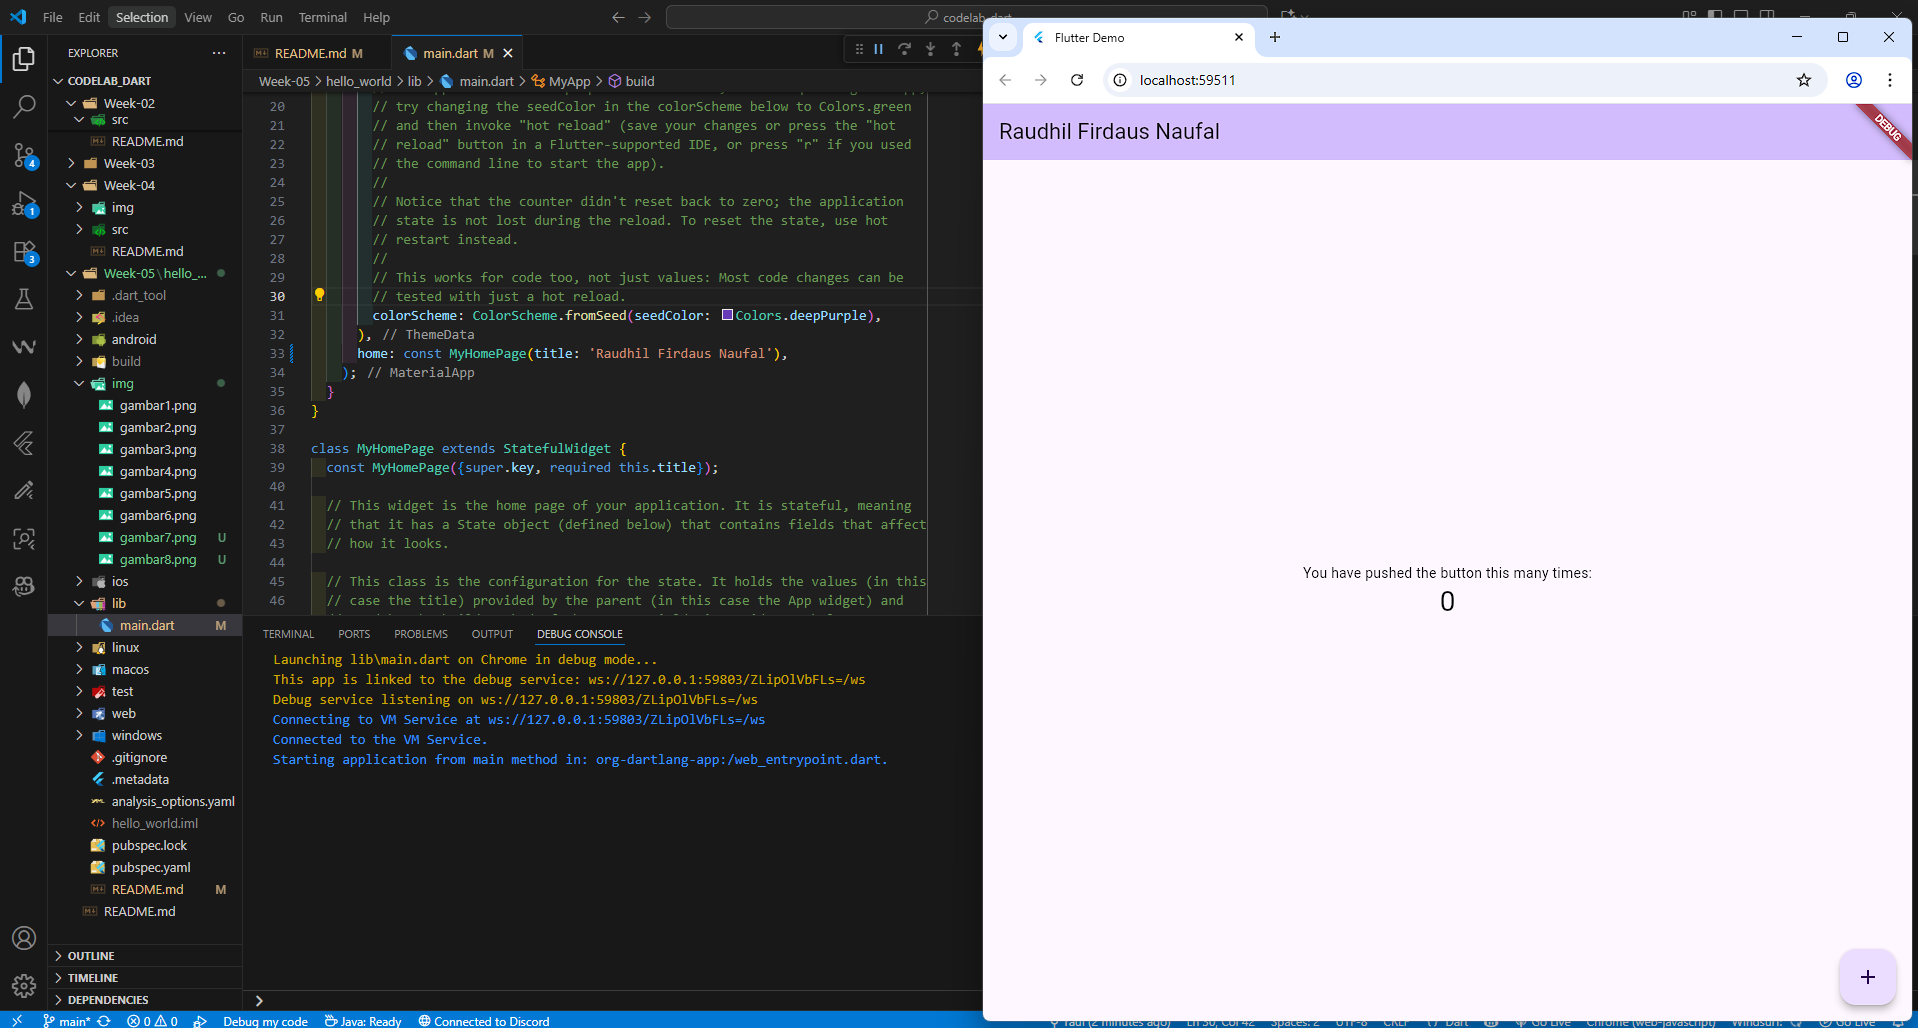 File Edit Selection View Go Run Terminal Help
EXPLORER
CODELAB_DART
Week-02
src
README.md
Week-03
Week-04
img
src
README.md
Week-05\hello_...
.dart_tool
.idea
android
build
img
gambar1.png
gambar2.png
gambar3.png
gambar4.png
gambar5.png
gambar6.png
gambar7.png U
gambar8.png U
ios
lib
main.dart M
linux
macos
test
web
windows
.gitignore
.metadata
analysis_options.yaml
hello_world.iml
pubspec.lock
pubspec.yaml
README.md M
README.md
OUTLINE
TIMELINE
DEPENDENCIES
README.md M main.dart M
Week-05 > hello_world > lib > main.dart > MyApp > build
20 // try changing the seedColor in the colorScheme below to Colors.green
21 // and then invoke "hot reload" (save your changes or press the "hot
22 // reload" button in a Flutter-supported IDE, or press "r" if you used
23 // the command line to start the app).
24 //
25 // Notice that the counter didn't reset back to zero; the application
26 // state is not lost during the reload. To reset the state, use hot
27 // restart instead.
28 //
29 // This works for code too, not just values: Most code changes can be
30 // tested with just a hot reload.
31 colorScheme: ColorScheme.fromSeed(seedColor: Colors.deepPurple),
32 ), // ThemeData
33 home: const MyHomePage(title: 'Raudhil Firdaus Naufal'),
34 ); // MaterialApp
35 }
36 }
37
38 class MyHomePage extends StatefulWidget {
39 const MyHomePage({super.key, required this.title});
40
41 // This widget is the home page of your application. It is stateful, meaning
42 // that it has a State object (defined below) that contains fields that affect
43 // how it looks.
44
45 // This class is the configuration for the state. It holds the values (in this
46 // case the title) provided by the parent (in this case the App widget) and
TERMINAL PORTS PROBLEMS OUTPUT DEBUG CONSOLE
Launching lib\main.dart on Chrome in debug mode...
This app is linked to the debug service: ws://127.0.0.1:59803/ZLipOlVbFLs=/ws
Debug service listening on ws://127.0.0.1:59803/ZLipOlVbFLs=/ws
Connecting to VM Service at ws://127.0.0.1:59803/ZLipOlVbFLs=/ws
Connected to the VM Service.
Starting application from main method in: org-dartlang-app:/web_entrypoint.dart.
4
1
3
main* 0 0 Debug my code Java: Ready Connected to Discord
Flutter Demo
localhost:59511
Raudhil Firdaus Naufal
DEBUG
You have pushed the button this many times:
0